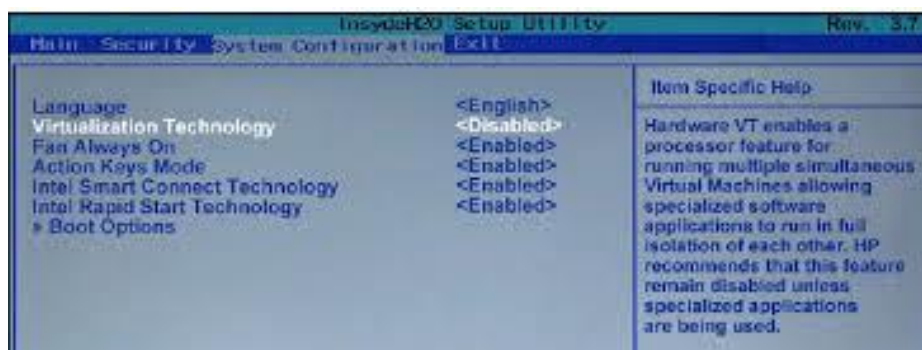 InsydeH2O Setup Utility Rev. 3.7
Main Security System Configuration Exit
Item Specific Help
Language <English>
Virtualization Technology <Disabled>
Fan Always On <Enabled>
Action Keys Mode <Enabled>
Intel Smart Connect Technology <Enabled>
Intel Rapid Start Technology <Enabled>
Boot Options
Hardware VT enables a
processor feature for
running multiple simultaneous
Virtual Machines allowing
specialized software
applications to run in full
isolation of each other. HP
recommends that this feature
remain disabled unless
specialized applications
are being used.